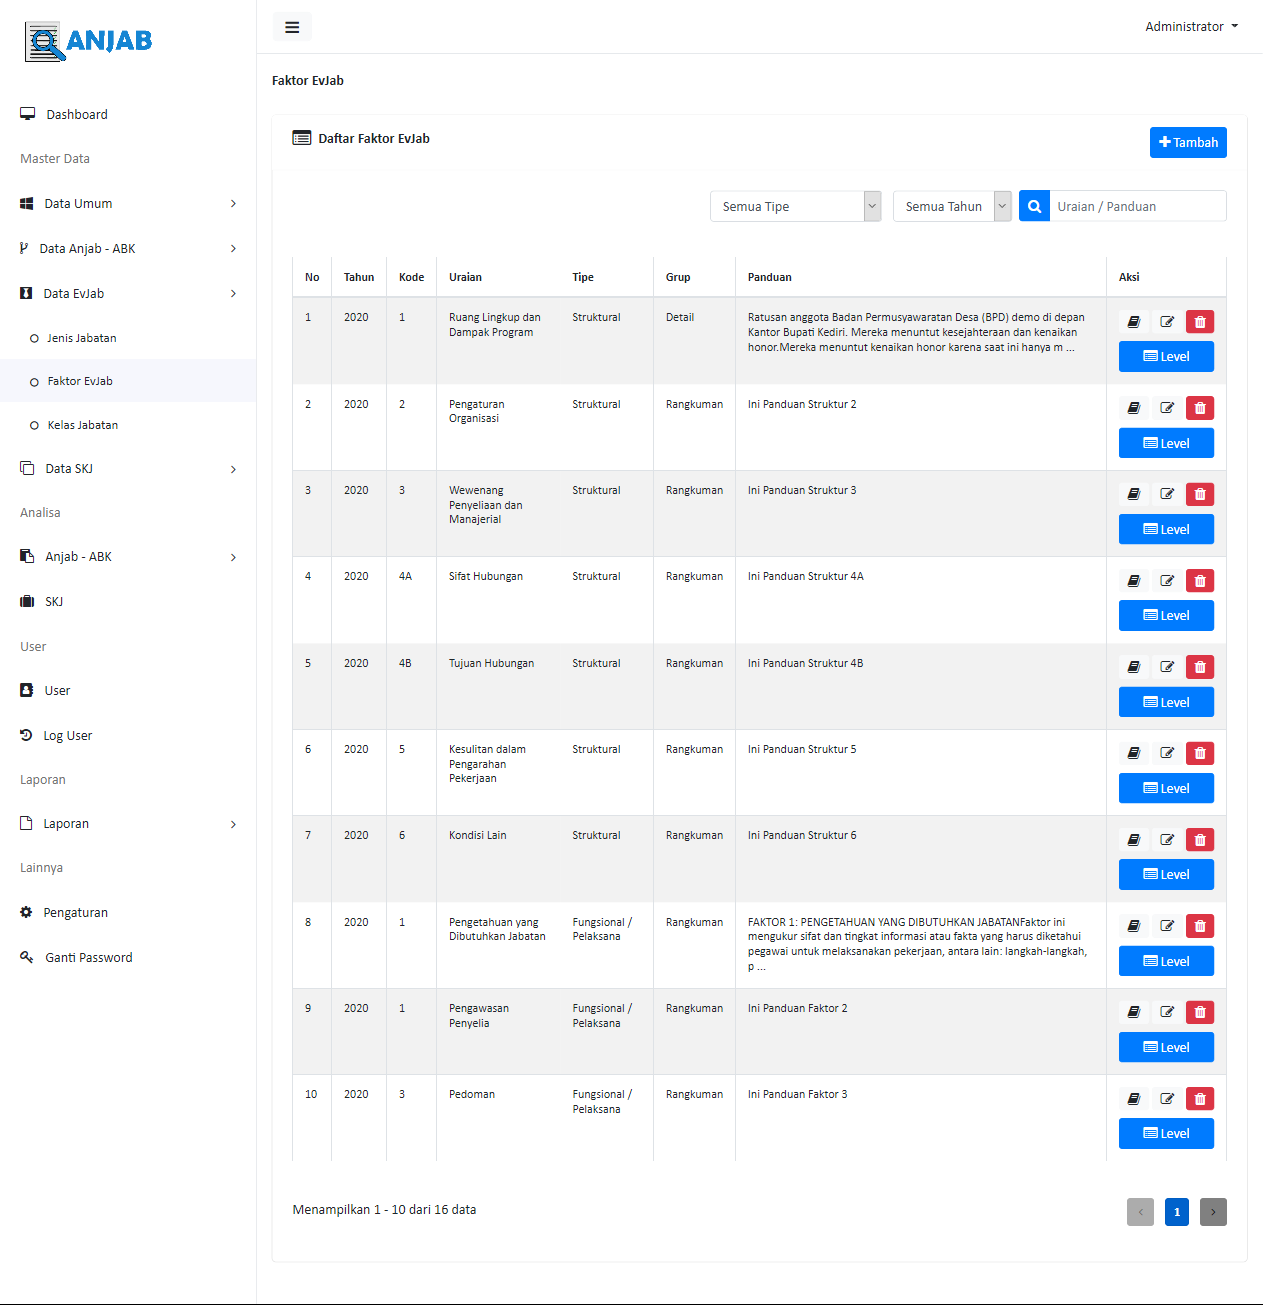 ANJAB
Administrator
Faktor EvJab
Dashboard
Master Data
Data Umum
Data Anjab - ABK
Data EvJab
Jenis Jabatan
Faktor EvJab
Kelas Jabatan
Data SKJ
Analisa
Anjab - ABK
SKJ
User
User
Log User
Laporan
Laporan
Lainnya
Pengaturan
Ganti Password
Daftar Faktor EvJab
Tambah
Semua Tipe
Semua Tahun
Uraian / Panduan
No Tahun Kode Uraian Tipe Grup Panduan Aksi
1 2020 1 Ruang Lingkup dan Struktural Detail Ratusan anggota Badan Permusyawaratan Desa (BPD) demo di depan
Dampak Program Kantor Bupati Kediri. Mereka menuntut kesejahteraan dan kenaikan
honor.Mereka menuntut kenaikan honor karena saat ini hanya m ...
Level
2 2020 2 Pengaturan Struktural Rangkuman Ini Panduan Struktur 2
Organisasi
Level
3 2020 3 Wewenang Struktural Rangkuman Ini Panduan Struktur 3
Penyeliaan dan
Manajerial
Level
4 2020 4A Sifat Hubungan Struktural Rangkuman Ini Panduan Struktur 4A
Level
5 2020 4B Tujuan Hubungan Struktural Rangkuman Ini Panduan Struktur 4B
Level
6 2020 5 Kesulitan dalam Struktural Rangkuman Ini Panduan Struktur 5
Pengarahan
Pekerjaan
Level
7 2020 6 Kondisi Lain Struktural Rangkuman Ini Panduan Struktur 6
Level
8 2020 1 Pengetahuan yang Fungsional / Rangkuman FAKTOR 1: PENGETAHUAN YANG DIBUTUHKAN JABATANFaktor ini
Dibutuhkan Jabatan Pelaksana mengukur sifat dan tingkat informasi atau fakta yang harus diketahui
pegawai untuk melaksanakan pekerjaan, antara lain: langkah-langkah,
p ...
Level
9 2020 1 Pengawasan Fungsional / Rangkuman Ini Panduan Faktor 2
Penyelia Pelaksana
Level
10 2020 3 Pedoman Fungsional / Rangkuman Ini Panduan Faktor 3
Pelaksana
Level
Menampilkan 1 - 10 dari 16 data
‹ 1 ›